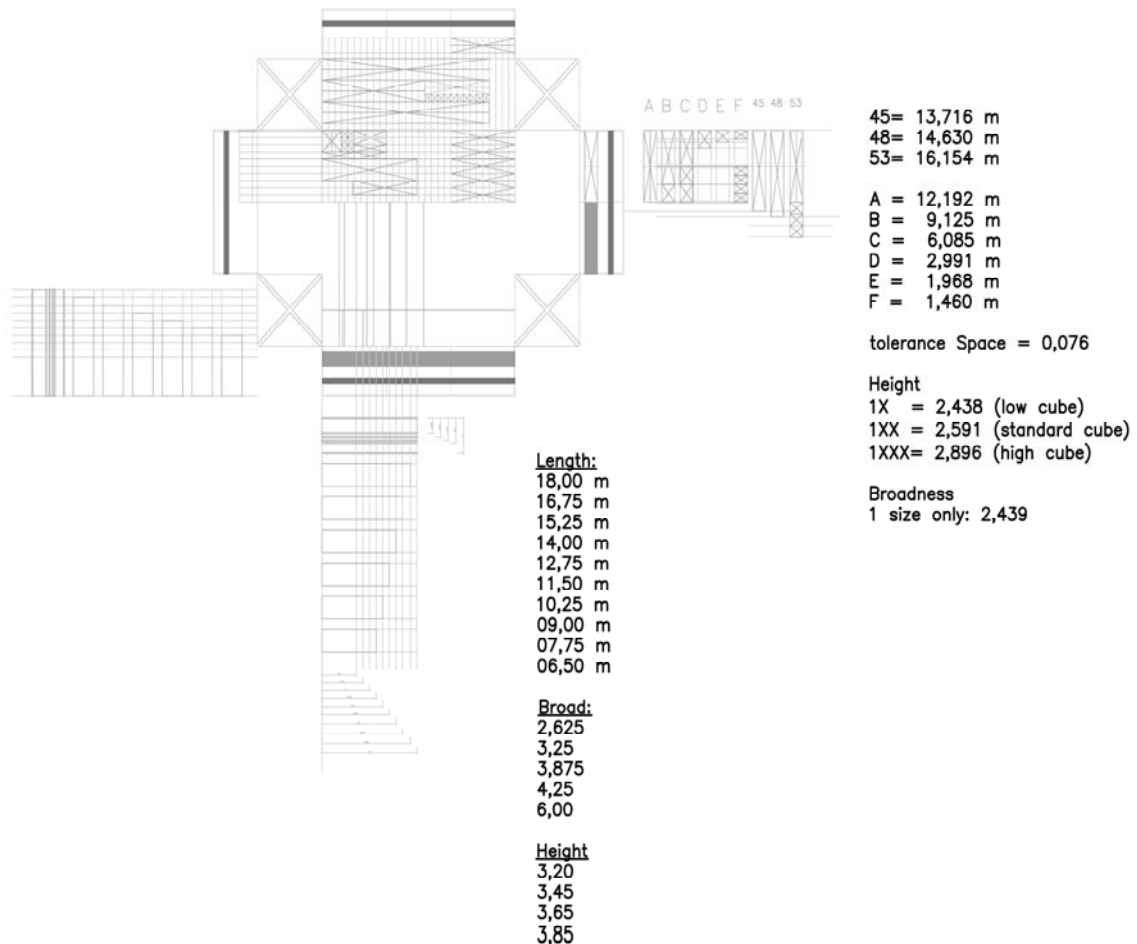 A B C D E F 45 48 53
45= 13,716 m
48= 14,630 m
53= 16,154 m
A = 12,192 m
B = 9,125 m
C = 6,085 m
D = 2,991 m
E = 1,968 m
F = 1,460 m
tolerance Space = 0,076
Height
1X = 2,438 (low cube)
1XX = 2,591 (standard cube)
1XXX= 2,896 (high cube)
Broadness
1 size only: 2,439
Length:
18,00 m
16,75 m
15,25 m
14,00 m
12,75 m
11,50 m
10,25 m
09,00 m
07,75 m
06,50 m
Broad:
2,625
3,25
3,875
4,25
6,00
Height
3,20
3,45
3,65
3,85